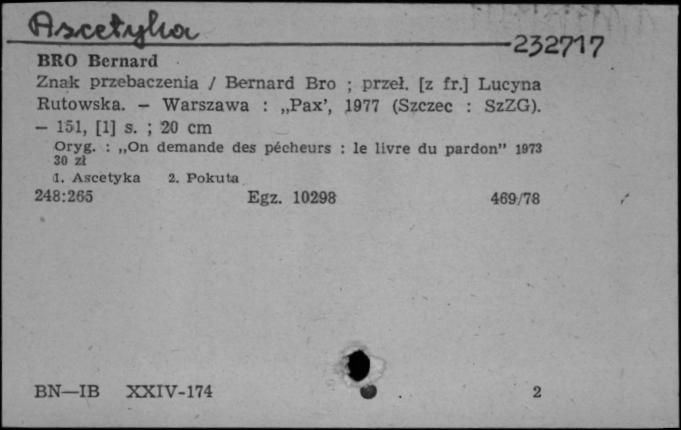 Ascetyka
232717
BRO Bernard
Znak przebaczenia / Bernard Bro ; przeł. [z fr.] Lucyna
Rutowska. — Warszawa : „Pax’, 1977 (Szczec : SzZG).
— 151, [1] s. ; 20 cm
Oryg. : „On demande des pécheurs : le livre du pardon” 1973
30 zł
1. Ascetyka 2. Pokuta
248:265 Egz. 10298 469/78
BN—IB XXIV-174 2